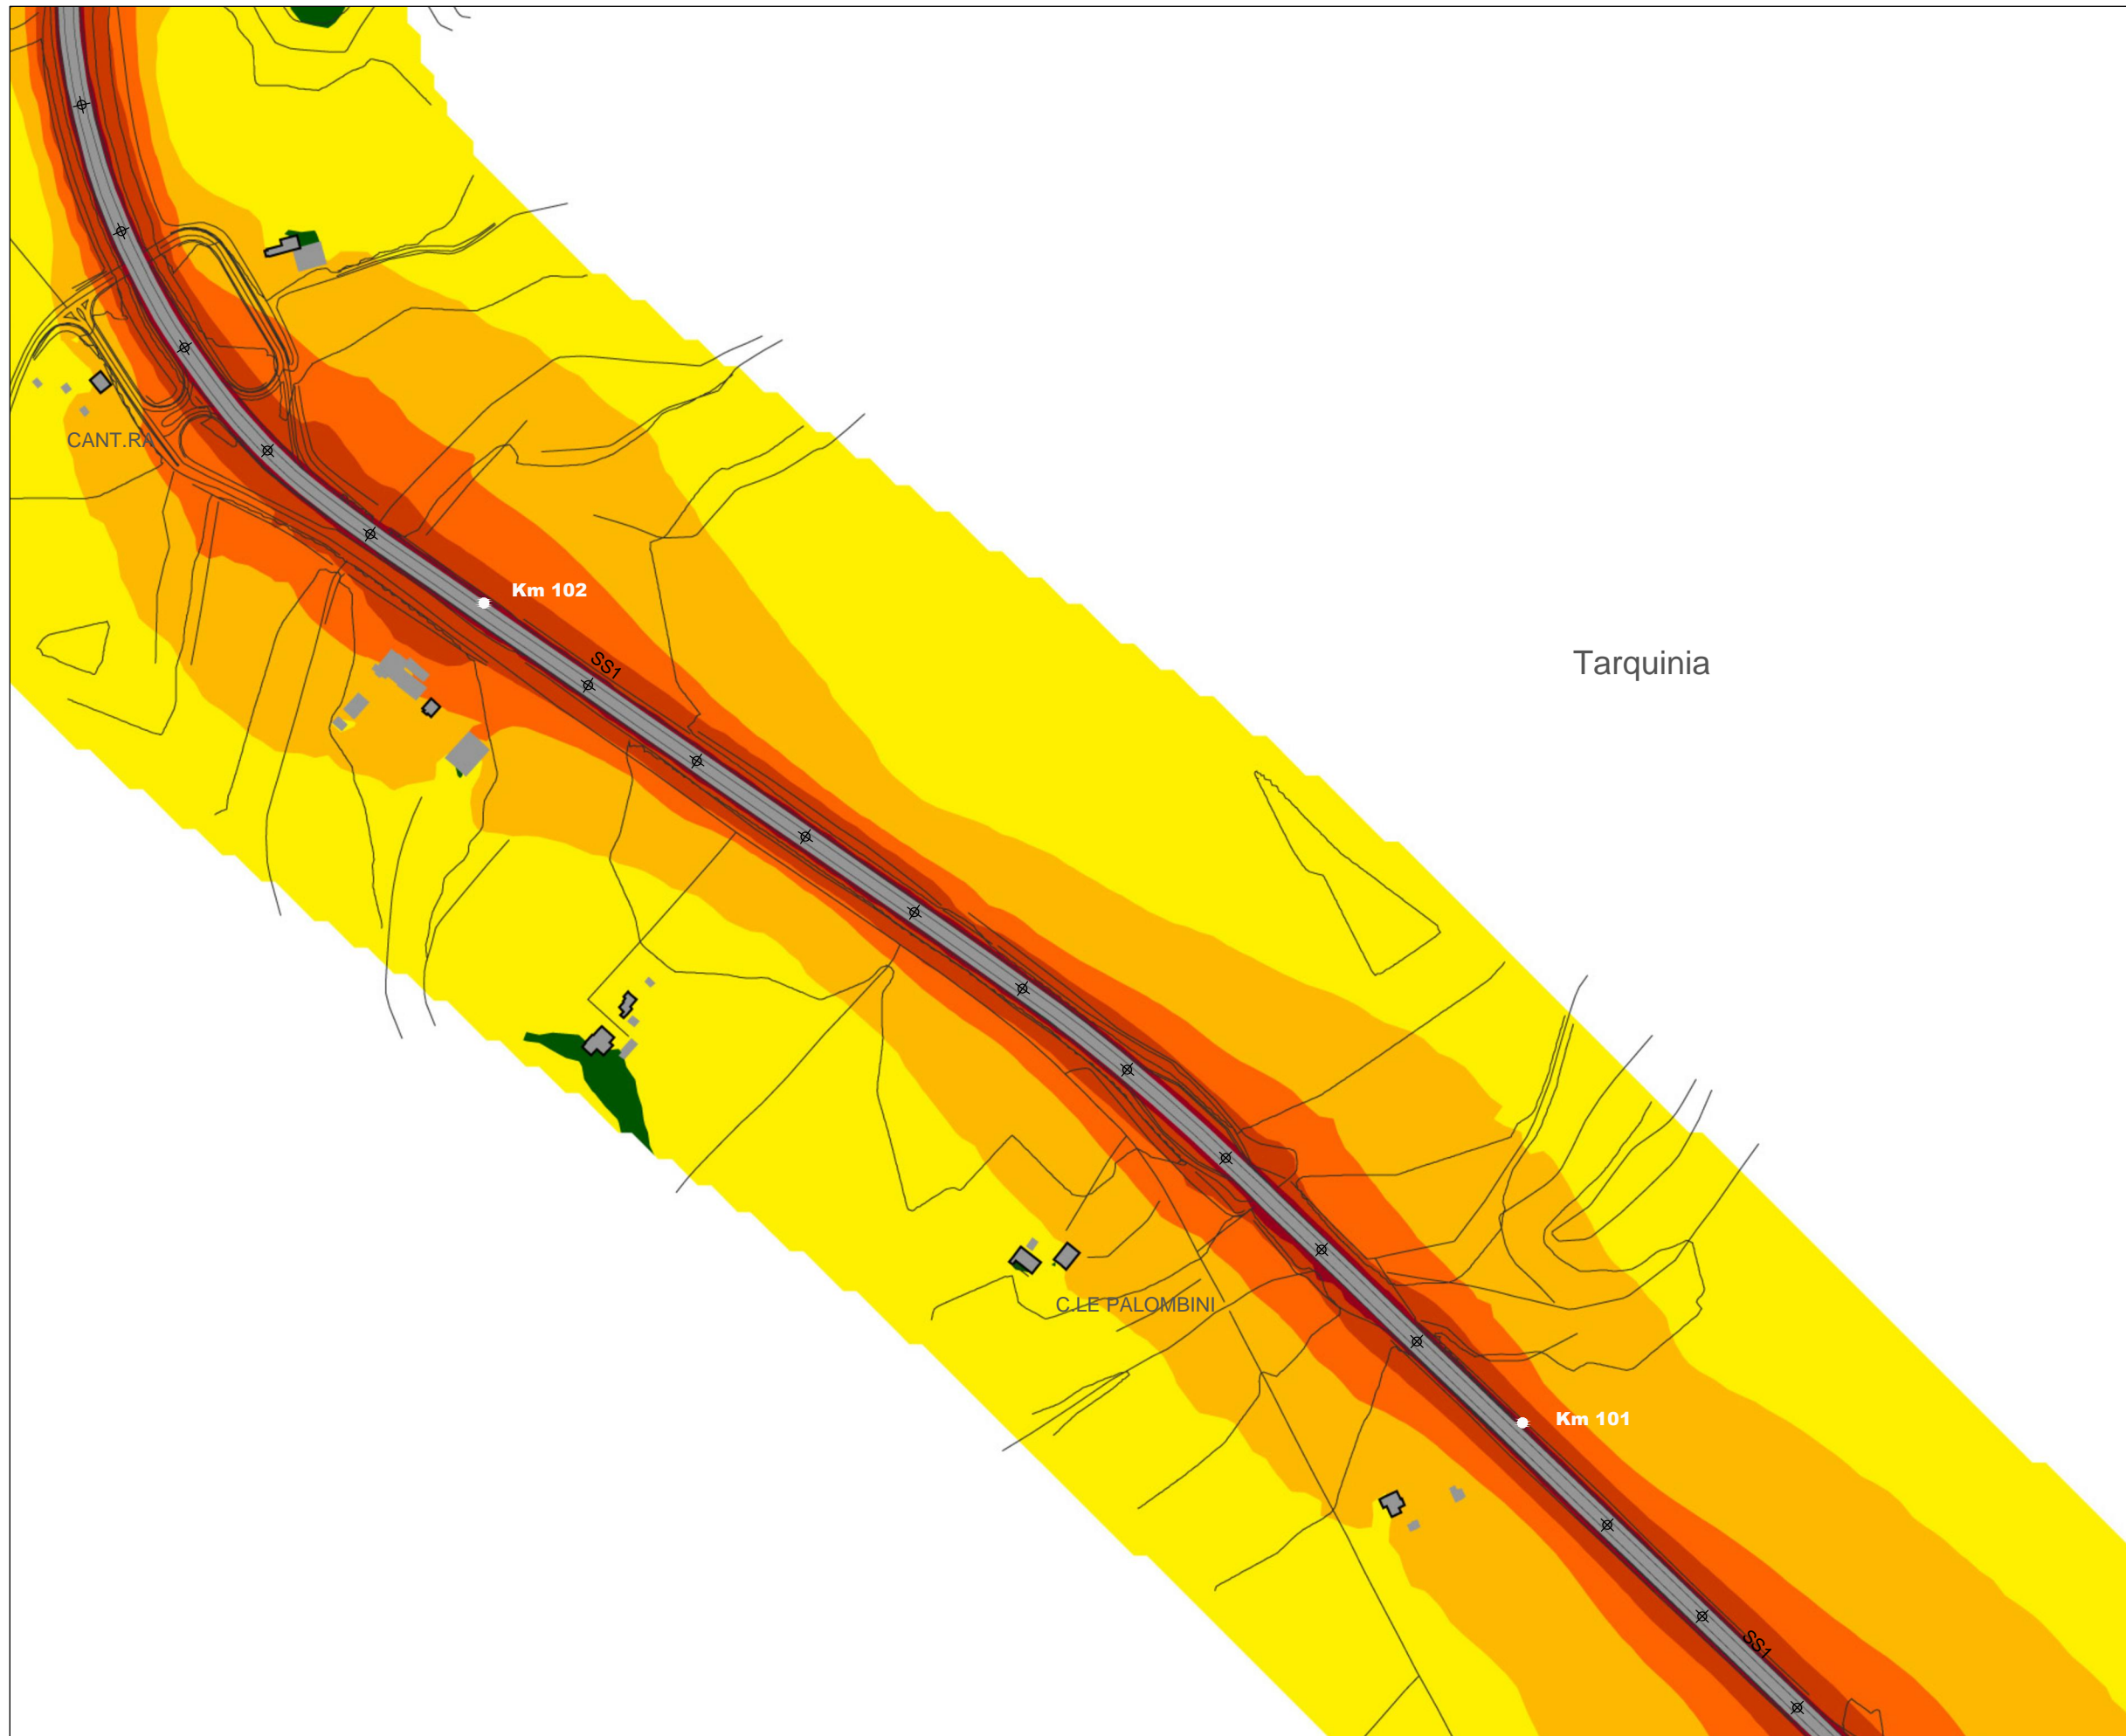 CANT.RA
Km 102
SS1
Tarquinia
C.LE PALOMBINI
Km 101
SS1